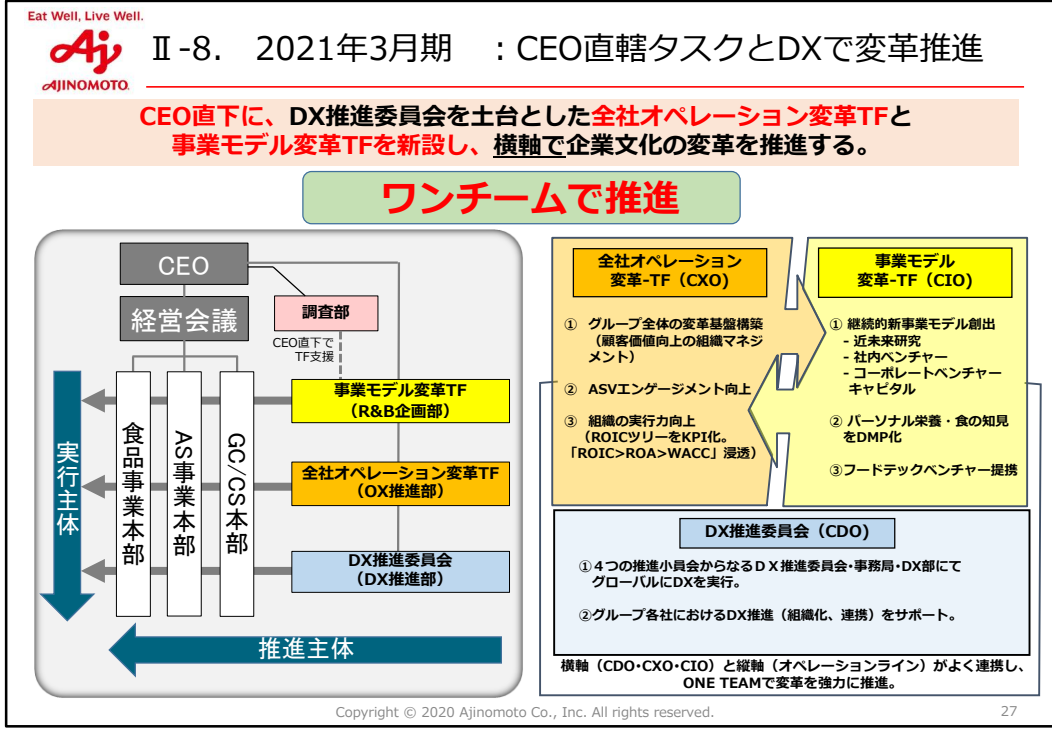 Eat Well, Live Well.
AJINOMOTO.
Ⅱ-8. 2021年3月期 :CEO直轄タスクとDXで変革推進
CEO直下に、DX推進委員会を土台とした全社オペレーション変革TFと
事業モデル変革TFを新設し、横軸で企業文化の変革を推進する。
ワンチームで推進
CEO
経営会議
調査部
CEO直下で
TF支援
事業モデル変革TF
(R&B企画部)
全社オペレーション変革TF
(OX推進部)
DX推進委員会
(DX推進部)
実行主体
食品事業本部
AS事業本部
GC/CS本部
推進主体
全社オペレーション
変革-TF(CXO)
① グループ全体の変革基盤構築
(顧客価値向上の組織マネジ
メント)
② ASVエンゲージメント向上
③ 組織の実行力向上
(ROICツリーをKPI化。
「ROIC>ROA>WACC」浸透)
事業モデル
変革-TF(CIO)
① 継続的新事業モデル創出
- 近未来研究
- 社内ベンチャー
- コーポレートベンチャー
キャピタル
② パーソナル栄養・食の知見
をDMP化
③フードテックベンチャー提携
DX推進委員会(CDO)
①4つの推進小員会からなるDX推進委員会・事務局・DX部にて
グローバルにDXを実行。
②グループ各社におけるDX推進(組織化、連携)をサポート。
横軸(CDO・CXO・CIO)と縦軸(オペレーションライン)がよく連携し、
ONE TEAMで変革を強力に推進。
Copyright © 2020 Ajinomoto Co., Inc. All rights reserved.
27